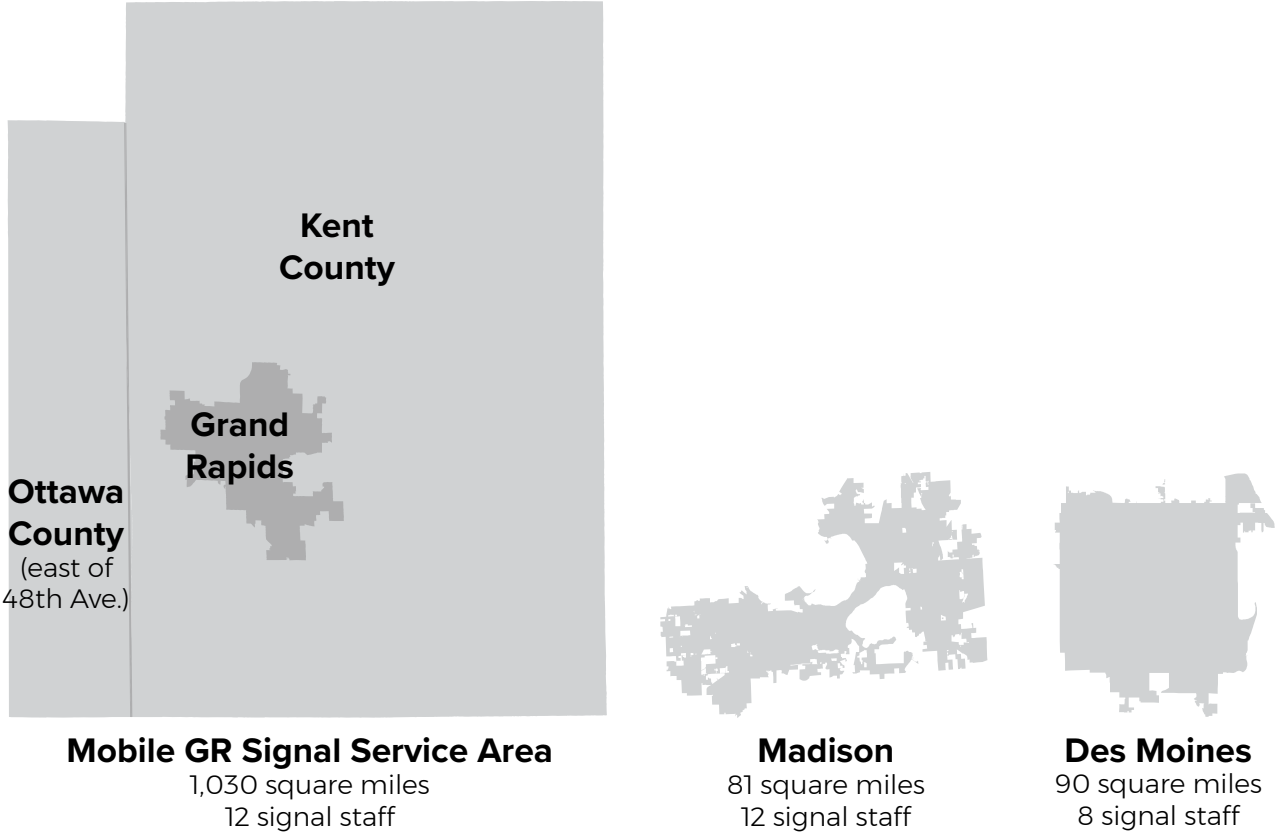 Kent
County
Grand
Rapids
Ottawa
County
(east of
48th Ave.)
Mobile GR Signal Service Area
1,030 square miles
12 signal staff
Madison
81 square miles
12 signal staff
Des Moines
90 square miles
8 signal staff